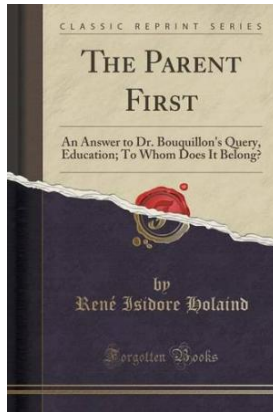 CLASSIC REPRINT SERIES
THE PARENT
FIRST
An Answer to Dr. Bouquillon's Query,
Education; To Whom Does It Belong?
by
René Isidore Holaind
Forgotten Books